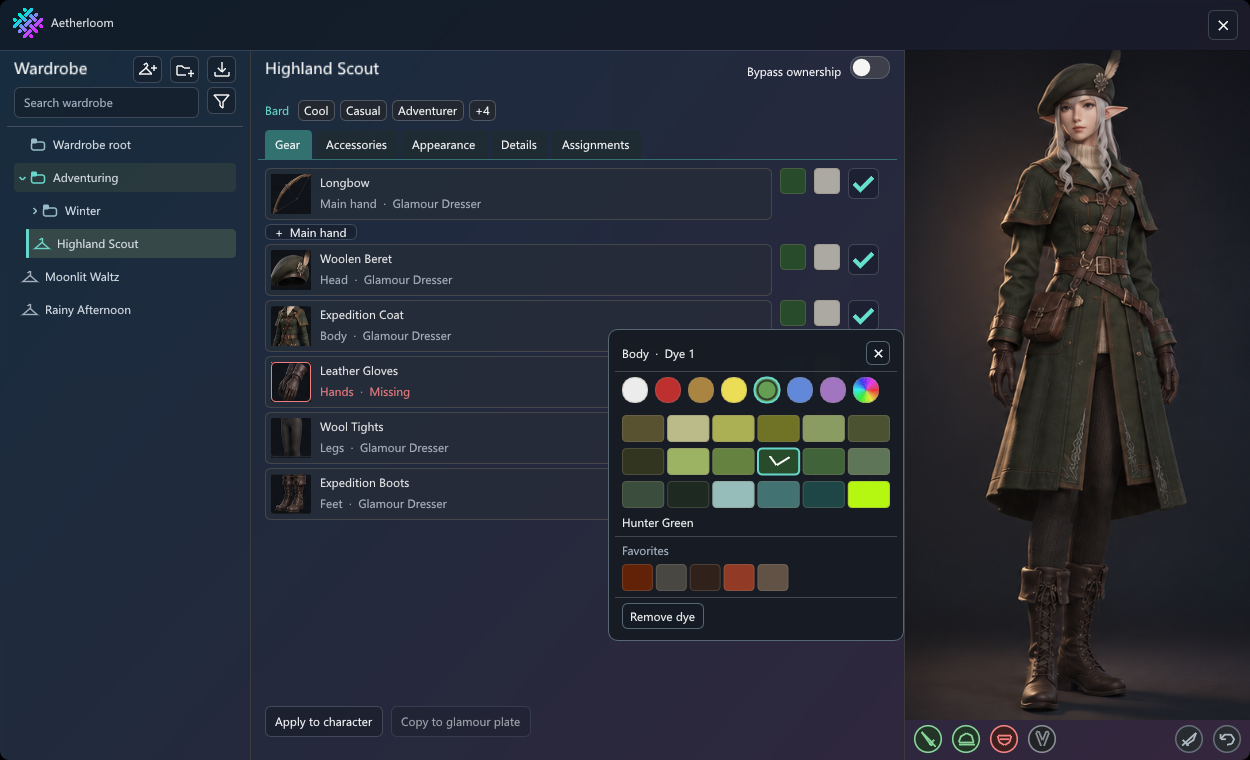 Aetherloom
Wardrobe
Search wardrobe
Wardrobe root
Adventuring
Winter
Highland Scout
Moonlit Waltz
Rainy Afternoon
Highland Scout
Bypass ownership
Bard Cool Casual Adventurer +4
Gear Accessories Appearance Details Assignments
Longbow
Main hand · Glamour Dresser
+ Main hand
Woolen Beret
Head · Glamour Dresser
Expedition Coat
Body · Glamour Dresser
Leather Gloves
Hands · Missing
Wool Tights
Legs · Glamour Dresser
Expedition Boots
Feet · Glamour Dresser
Body · Dye 1
Hunter Green
Favorites
Remove dye
Apply to character
Copy to glamour plate